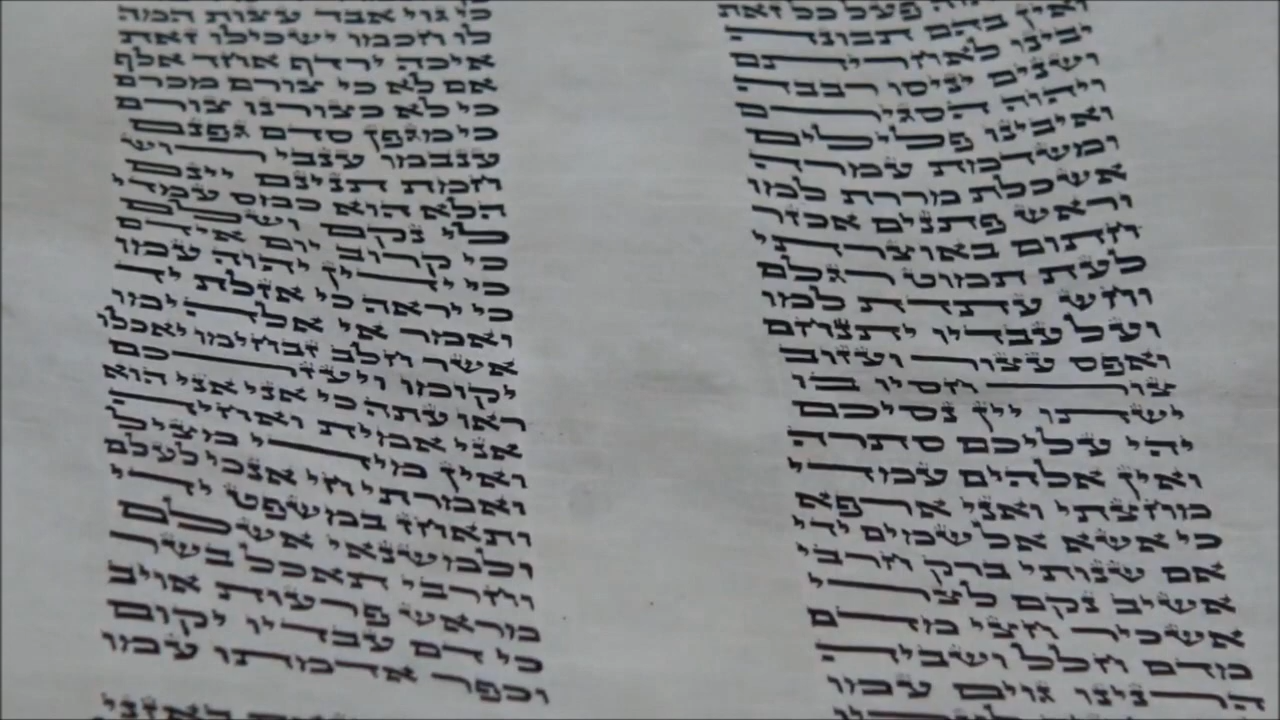 פעל כל זאת
כי גוי אבד עצות המה
ואין בהם תבונה
לו חכמו ישכילו זאת
יבינו לאחריתם
איכה ירדף אחד אלף
ושנים יניסו רבבה
אם לא כי צורם מכרם
ויהוה הסגירם
כי לא כצורנו צורם
ואיבינו פלילים
כי מגפן סדם גפנם
ומשדמת עמרה
ענבמו ענבי רוש
אשכלת מררת למו
חמת תנינם יינם
וראש פתנים אכזר
הלא הוא כמס עמדי
חתום באוצרתי
לי נקם ושלם
לעת תמוט רגלם
כי קרוב יום אידם
וחש עתדת למו
כי ידין יהוה עמו
ועל עבדיו יתנחם
כי יראה כי אזלת יד
ואפס עצור ועזוב
ואמר אי אלהימו
צור חסיו בו
אשר חלב זבחימו יאכלו
ישתו יין נסיכם
יקומו ויעזרכם
יהי עליכם סתרה
ראו עתה כי אני אני הוא
ואין אלהים עמדי
אני אמית ואחיה
מחצתי ואני ארפא
ואין מידי מציל
כי אשא אל שמים ידי
ואמרתי חי אנכי לעלם
אם שנותי ברק חרבי
ותאחז במשפט ידי
אשיב נקם לצרי
ולמשנאי אשלם
אשכיר חצי מדם
וחרבי תאכל בשר
מדם חלל ושביה
מראש פרעות אויב
הרנינו גוים עמו
כי דם עבדיו יקום
וכפר אדמתו עמו